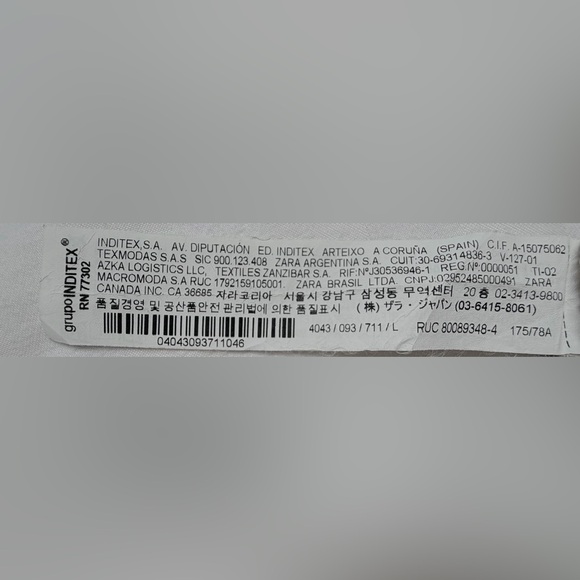 grupoINDITEX®
RN 77302
INDITEX,S.A. AV. DIPUTACIÓN ED. INDITEX ARTEIXO A CORUÑA (SPAIN) C.I.F. A-15075062
TEXMODAS S.A.S SIC 900.123.408 ZARA ARGENTINA S.A. CUIT:30-69314836-3 V-127-01
AZKA LOGISTICS LLC, TEXTILES ZANZIBAR S.A. RIF:Nº J30536946-1 REG Nº:0000051 TI-02
MACROMODA S.A RUC 1792159105001. ZARA BRASIL LTDA. CNPJ:02952485000491. ZARA
CANADA INC. CA 36685 자라코리아 서울시 강남구 삼성동 무역센터 20 층 02-3413-9800
품질경영 및 공산품안전 관리법에 의한 품질표시 (株) ザラ・ジャパン (03-6415-8061)
04043093711046
4043 / 093 / 711 / L RUC 80089348-4 175/78A